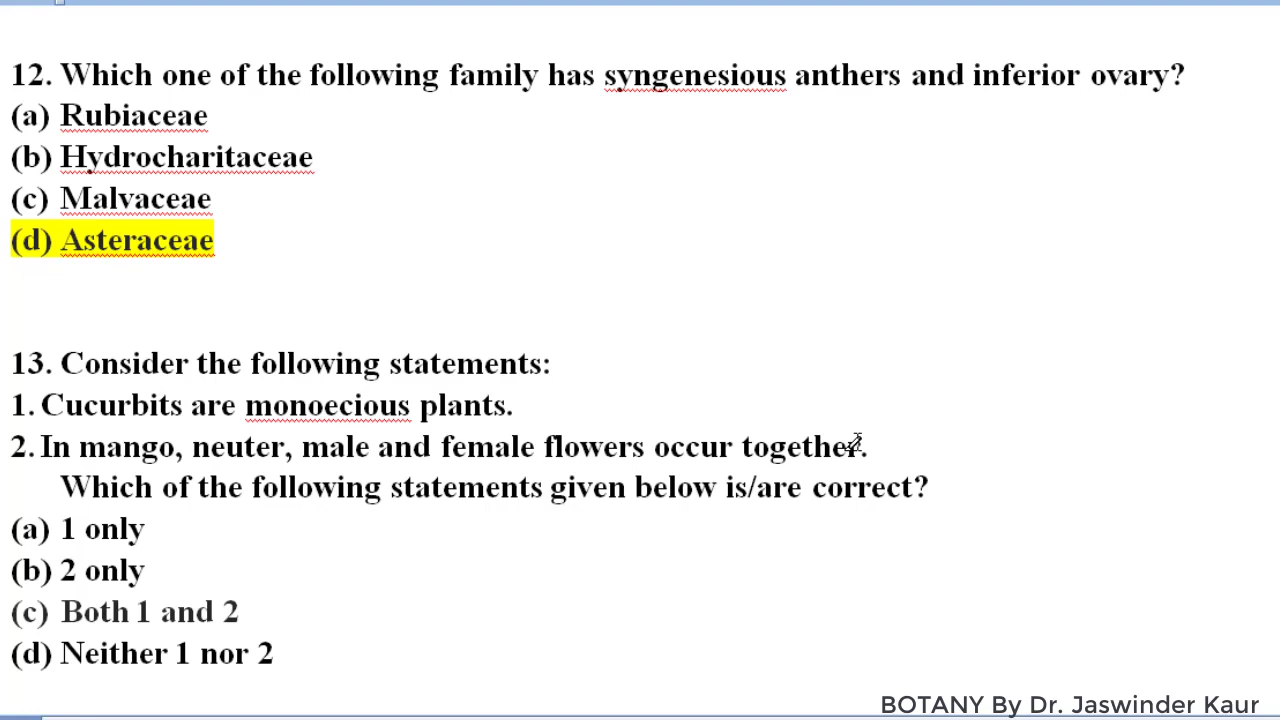 12. Which one of the following family has syngenesious anthers and inferior ovary?
(a) Rubiaceae
(b) Hydrocharitaceae
(c) Malvaceae
(d) Asteraceae
13. Consider the following statements:
1. Cucurbits are monoecious plants.
2. In mango, neuter, male and female flowers occur together.
Which of the following statements given below is/are correct?
(a) 1 only
(b) 2 only
(c) Both 1 and 2
(d) Neither 1 nor 2
BOTANY By Dr. Jaswinder Kaur